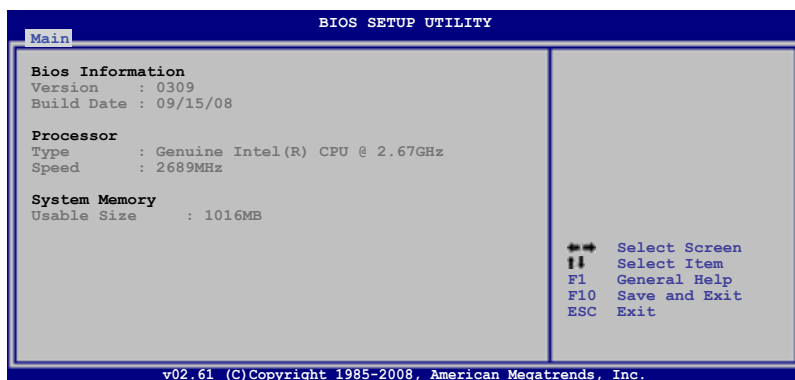 BIOS SETUP UTILITY
Main
Bios Information
Version : 0309
Build Date : 09/15/08
Processor
Type : Genuine Intel(R) CPU @ 2.67GHz
Speed : 2689MHz
System Memory
Usable Size : 1016MB
Select Screen
Select Item
F1 General Help
F10 Save and Exit
ESC Exit
v02.61 (C)Copyright 1985-2008, American Megatrends, Inc.